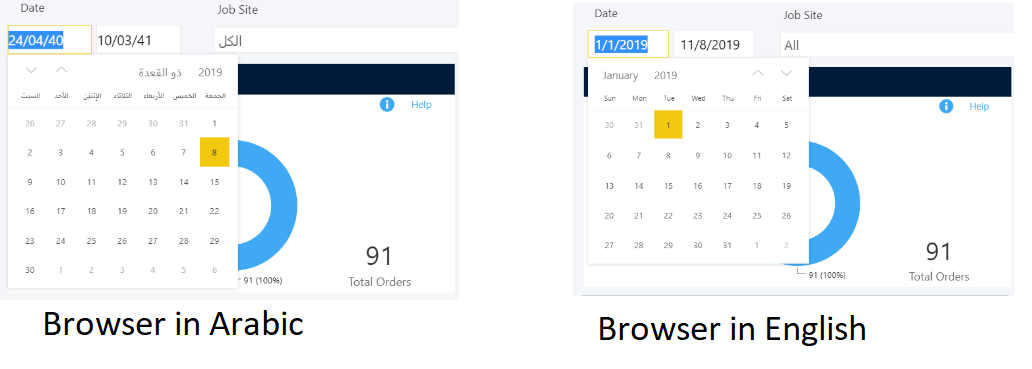 Date
Job Site
24/04/40
10/03/41
الكل
ذو القعدة 2019
السبت الأحد الإثنين الثلاثاء الأربعاء الخميس الجمعة
26 27 28 29 30 31 1
2 3 4 5 6 7 8
9 10 11 12 13 14 15
16 17 18 19 20 21 22
23 24 25 26 27 28 29
30 1 2 3 4 5 6
i Help
91
Total Orders
91 (100%)
Browser in Arabic
Date
Job Site
1/1/2019
11/8/2019
All
January 2019
Sun Mon Tue Wed Thu Fri Sat
30 31 1 2 3 4 5
6 7 8 9 10 11 12
13 14 15 16 17 18 19
20 21 22 23 24 25 26
27 28 29 30 31 1 2
i Help
91
Total Orders
91 (100%)
Browser in English